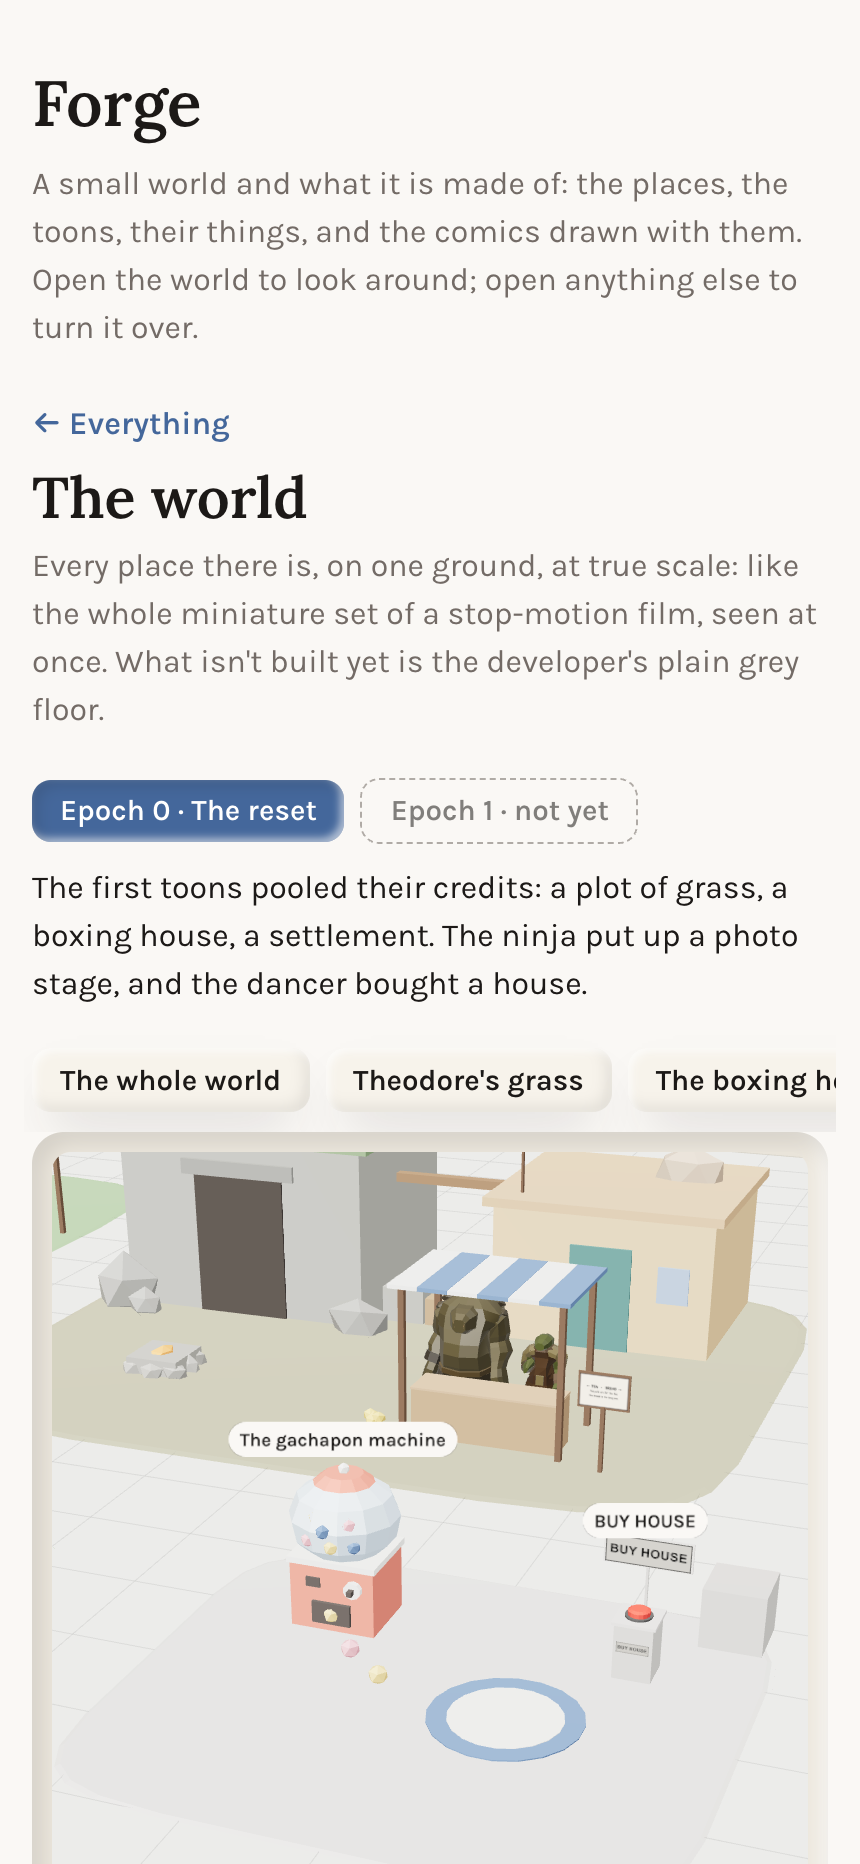 Forge
A small world and what it is made of: the places, the
toons, their things, and the comics drawn with them.
Open the world to look around; open anything else to
turn it over.
← Everything
The world
Every place there is, on one ground, at true scale: like
the whole miniature set of a stop-motion film, seen at
once. What isn't built yet is the developer's plain grey
floor.
Epoch 0 · The reset
Epoch 1 · not yet
The first toons pooled their credits: a plot of grass, a
boxing house, a settlement. The ninja put up a photo
stage, and the dancer bought a house.
The whole world
Theodore's grass
The boxing
The gachapon machine
BUY HOUSE
BUY HOUSE
BUY HOUSE